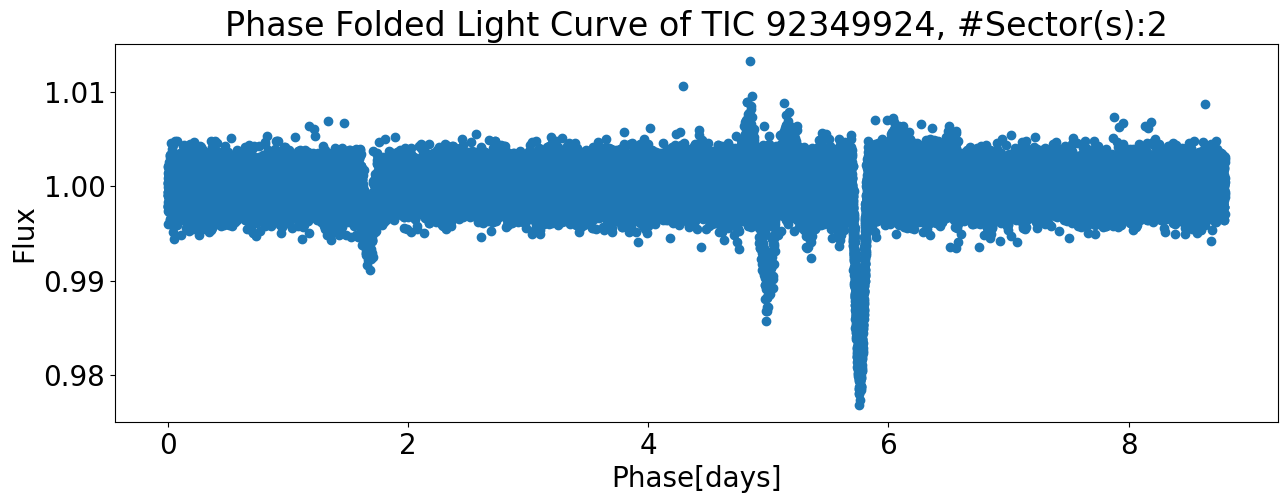 Phase Folded Light Curve of TIC 92349924, #Sector(s):2
1.01
1.00
0.99
0.98
Flux
0 2 4 6 8
Phase[days]